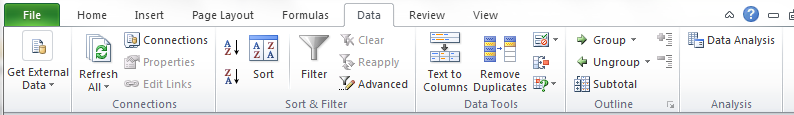 File Home Insert Page Layout Formulas Data Review View
Get External Data
Connections
Properties
Edit Links
Refresh All
Connections
A Z
Z A
Z A A Z
Sort
Filter
Clear
Reapply
Advanced
Sort & Filter
Text to Columns
Remove Duplicates
Data Tools
Group
Ungroup
Subtotal
Outline
Data Analysis
Analysis